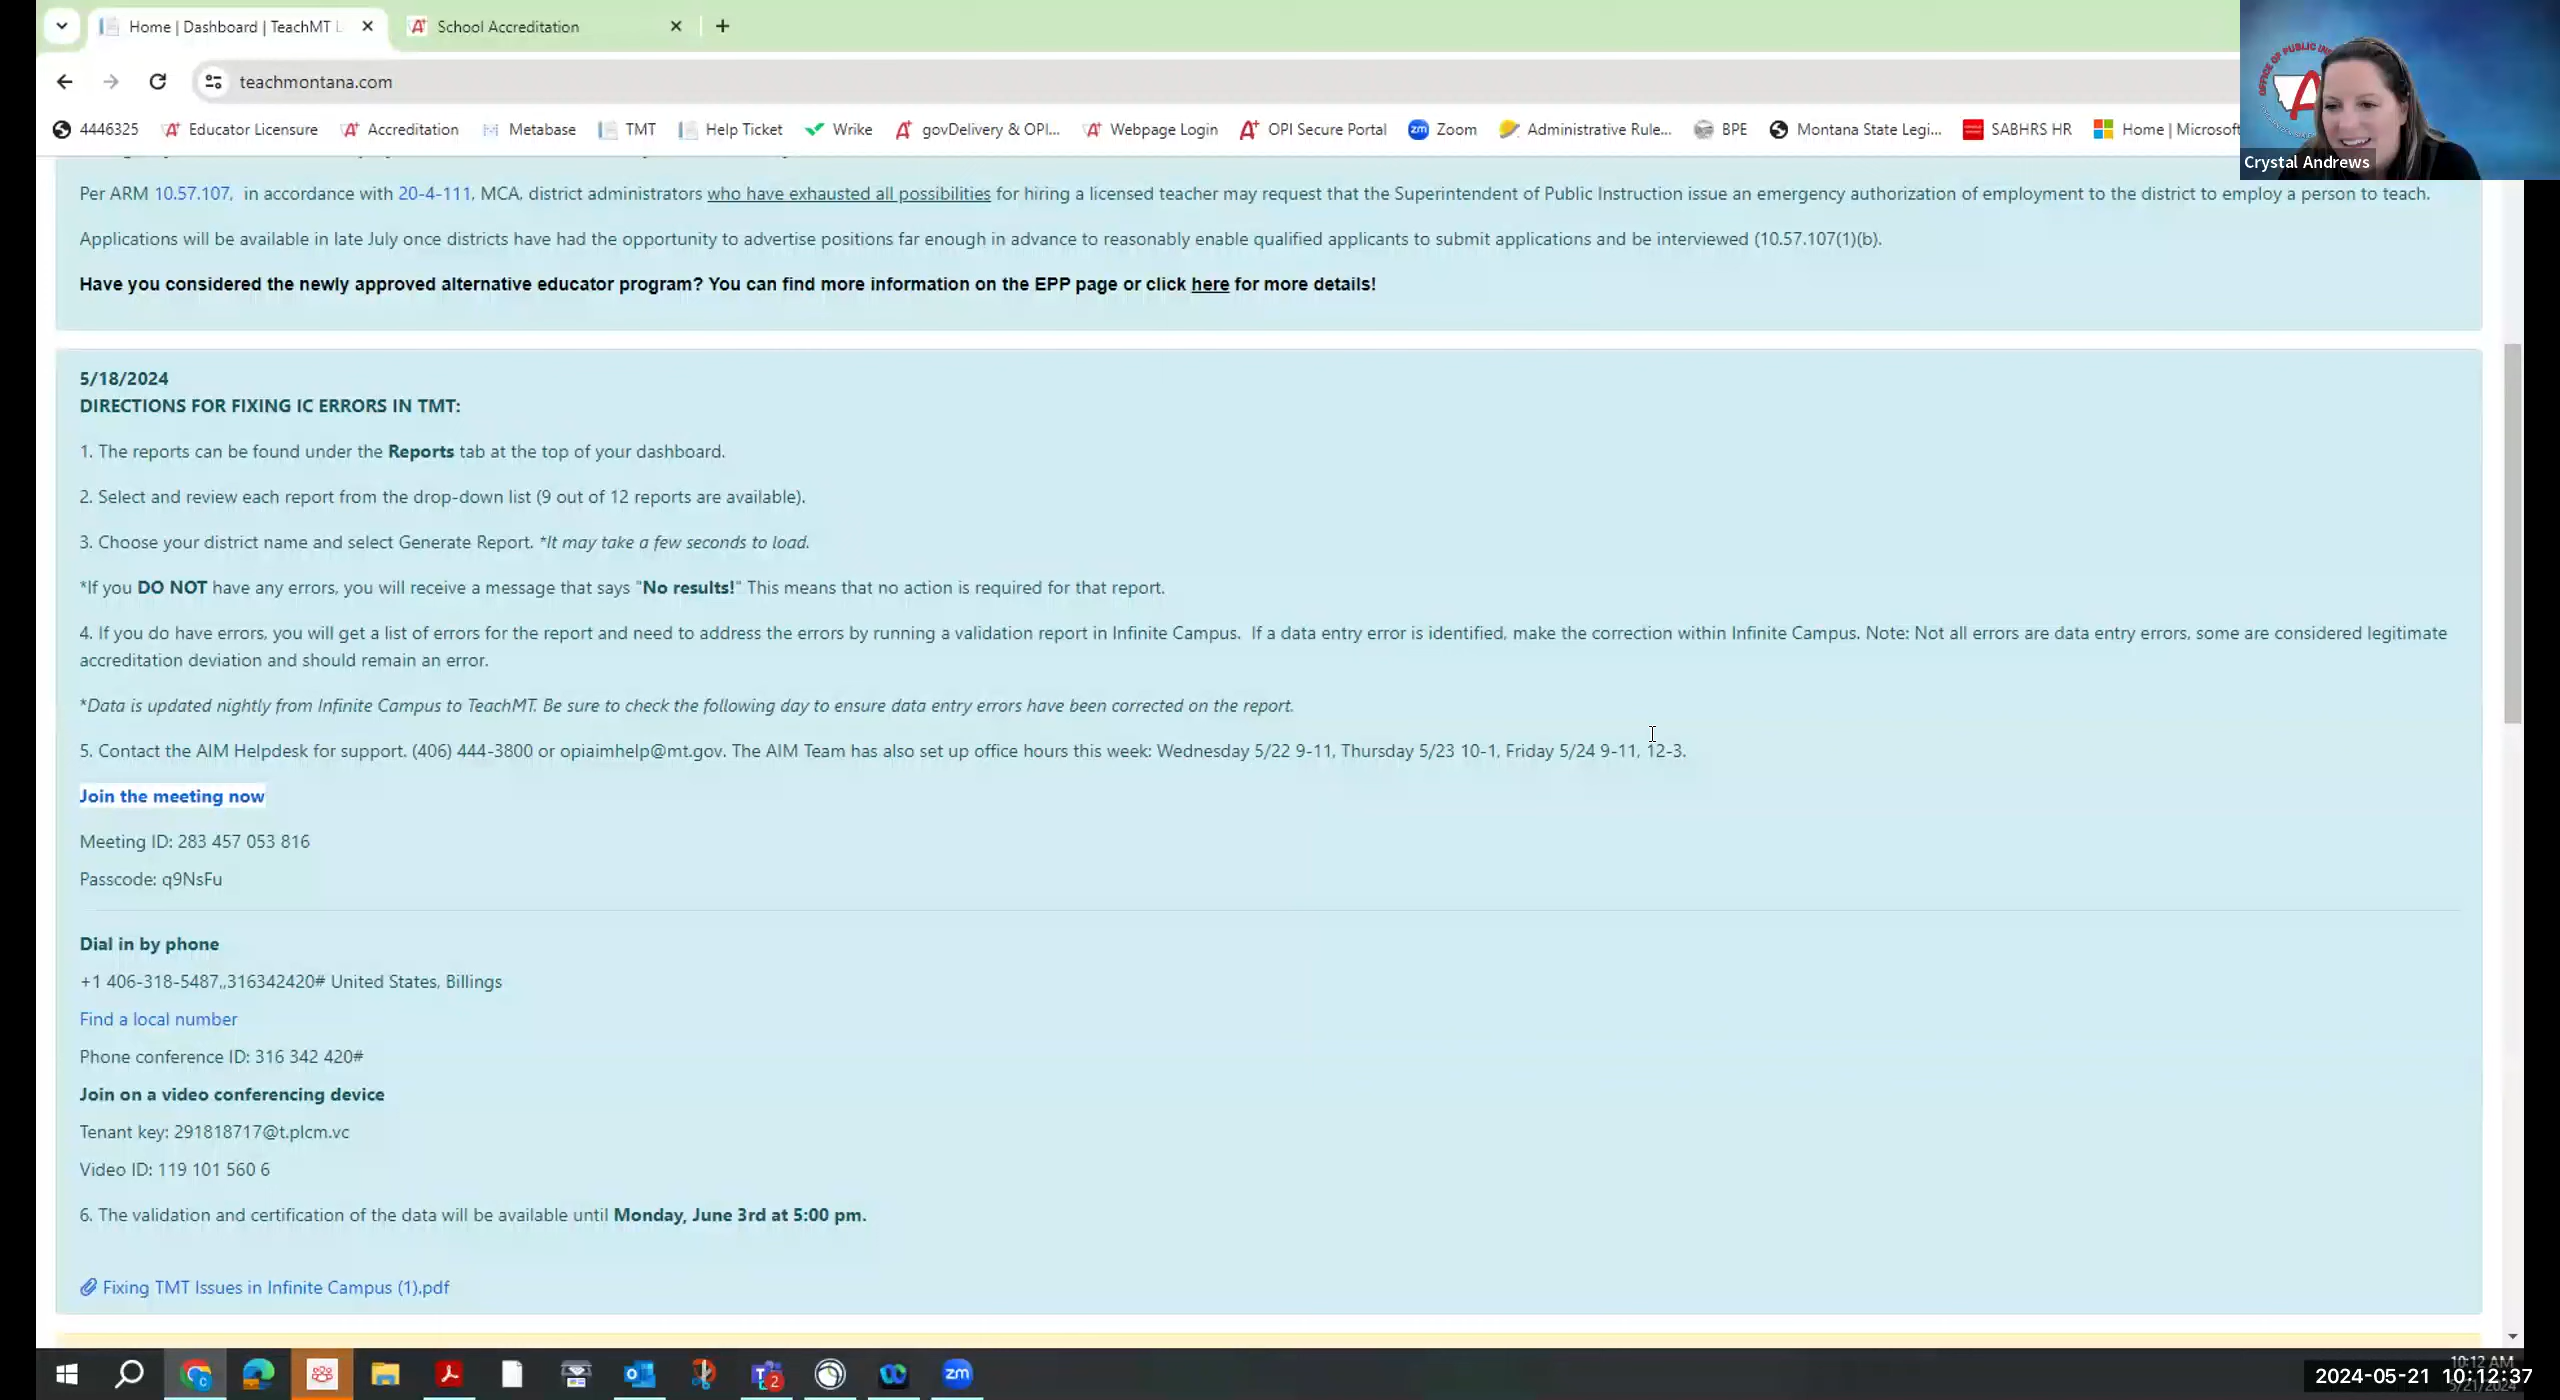 Home | Dashboard | TeachMT L
School Accreditation
teachmontana.com
4446325
Educator Licensure
Accreditation
Metabase
TMT
Help Ticket
Wrike
govDelivery & OPI...
Webpage Login
OPI Secure Portal
Zoom
Administrative Rule...
BPE
Montana State Legi...
SABHRS HR
Home | Microsoft
OFFICE OF PUBLIC
Crystal Andrews
Per ARM 10.57.107, in accordance with 20-4-111, MCA, district administrators who have exhausted all possibilities for hiring a licensed teacher may request that the Superintendent of Public Instruction issue an emergency authorization of employment to the district to employ a person to teach.
Applications will be available in late July once districts have had the opportunity to advertise positions far enough in advance to reasonably enable qualified applicants to submit applications and be interviewed (10.57.107(1)(b).
Have you considered the newly approved alternative educator program? You can find more information on the EPP page or click here for more details!
5/18/2024
DIRECTIONS FOR FIXING IC ERRORS IN TMT:
1. The reports can be found under the Reports tab at the top of your dashboard.
2. Select and review each report from the drop-down list (9 out of 12 reports are available).
3. Choose your district name and select Generate Report. *It may take a few seconds to load.
*If you DO NOT have any errors, you will receive a message that says "No results!" This means that no action is required for that report.
4. If you do have errors, you will get a list of errors for the report and need to address the errors by running a validation report in Infinite Campus. If a data entry error is identified, make the correction within Infinite Campus. Note: Not all errors are data entry errors, some are considered legitimate
accreditation deviation and should remain an error.
*Data is updated nightly from Infinite Campus to TeachMT. Be sure to check the following day to ensure data entry errors have been corrected on the report.
5. Contact the AIM Helpdesk for support. (406) 444-3800 or opiaimhelp@mt.gov. The AIM Team has also set up office hours this week: Wednesday 5/22 9-11, Thursday 5/23 10-1, Friday 5/24 9-11, 12-3.
Join the meeting now
Meeting ID: 283 457 053 816
Passcode: q9NsFu
Dial in by phone
+1 406-318-5487,,316342420# United States, Billings
Find a local number
Phone conference ID: 316 342 420#
Join on a video conferencing device
Tenant key: 291818717@t.plcm.vc
Video ID: 119 101 560 6
6. The validation and certification of the data will be available until Monday, June 3rd at 5:00 pm.
Fixing TMT Issues in Infinite Campus (1).pdf
zm
10:12 AM
2024-05-21 10:12:37